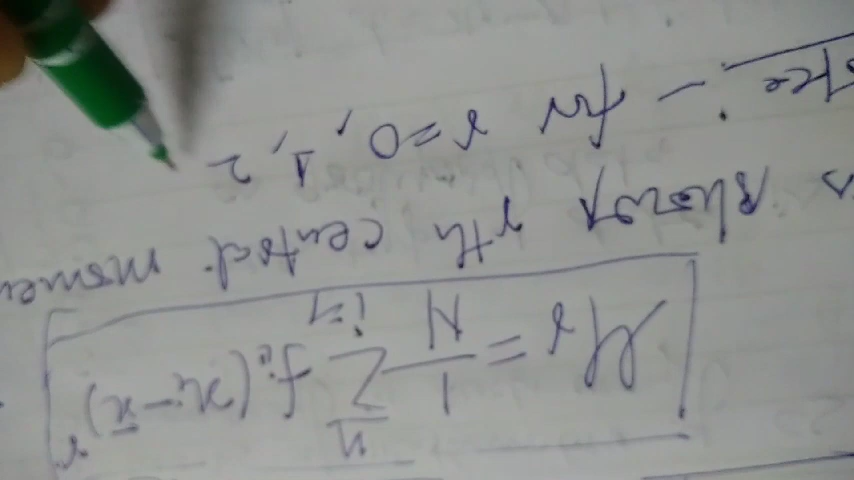 μr = 1/N Σ_{i=1}^{n} fi (xi - x̄)^r
shows rth central momen
:- for r=0, 1, 2